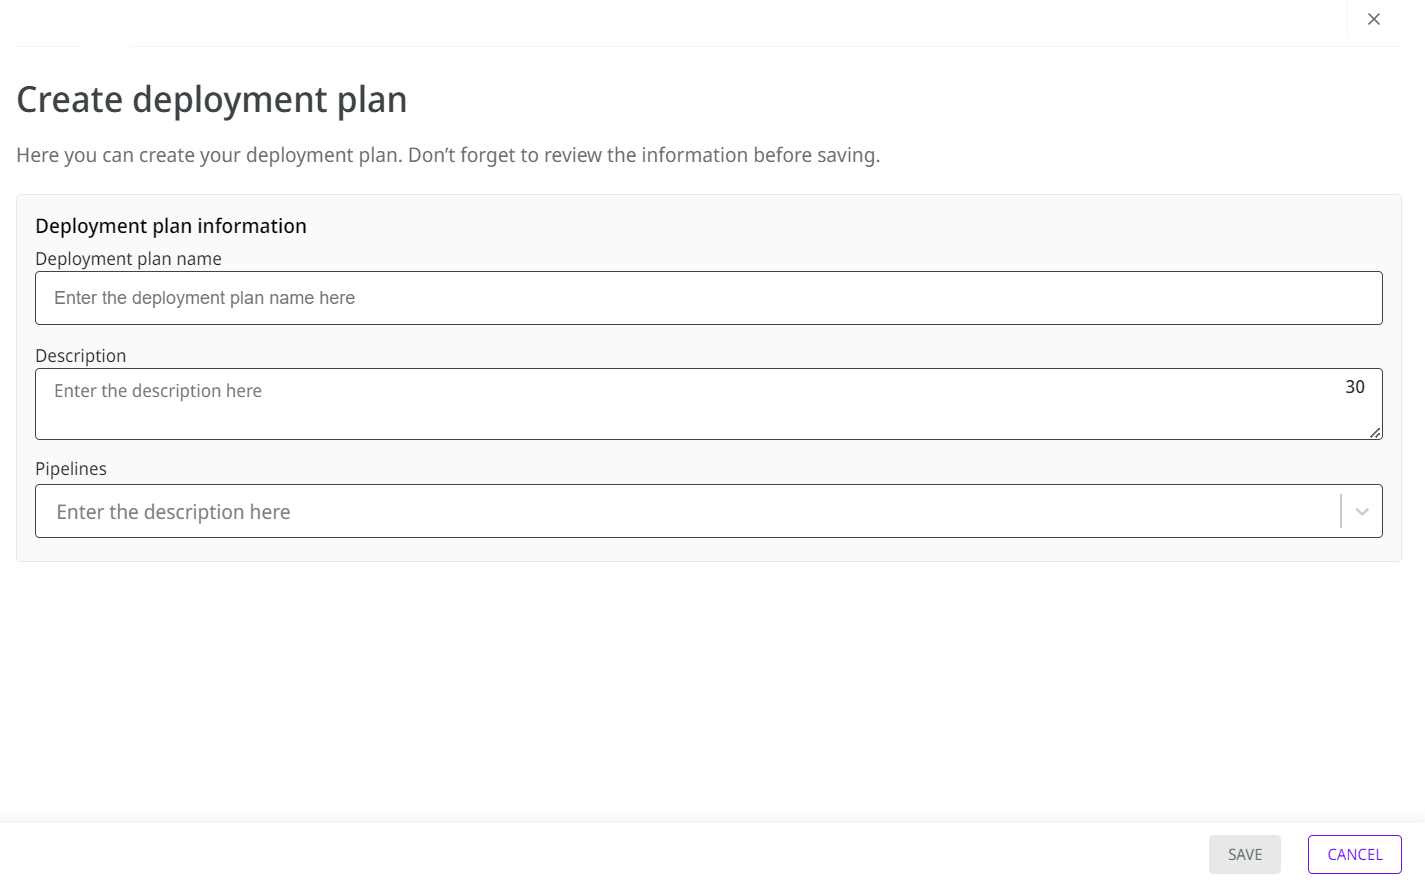 Create deployment plan
Here you can create your deployment plan. Don’t forget to review the information before saving.
Deployment plan information
Deployment plan name
Enter the deployment plan name here
Description
Enter the description here
30
Pipelines
Enter the description here
SAVE
CANCEL